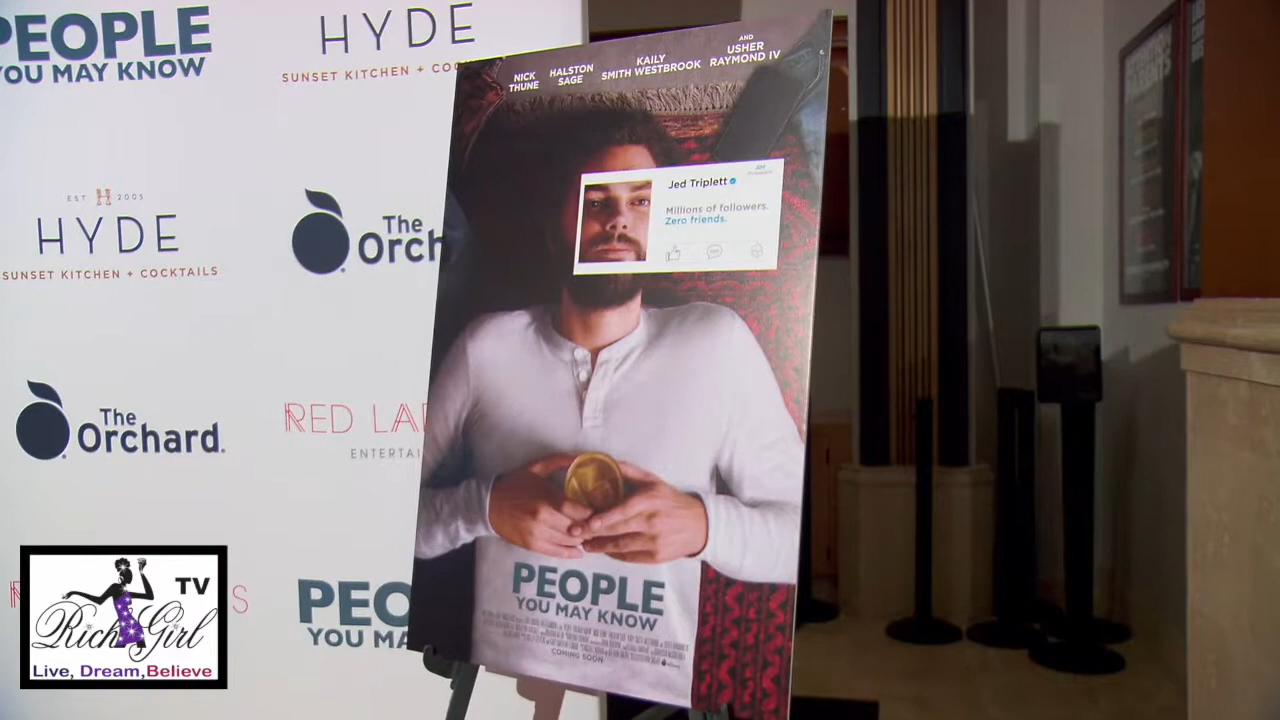 PEOPLE
YOU MAY KNOW
HYDE
SUNSET KITCHEN + COC
EST H 2005
HYDE
SUNSET KITCHEN + COCKTAILS
The
Orch
The
Orchard.
RED LA
ENTERTAI
PEO
YOU MA
S
NICK
THUNE
HALSTON
SAGE
KAILY
SMITH WESTBROOK
AND
USHER
RAYMOND IV
Jed Triplett
Millions of followers.
Zero friends.
PEOPLE
YOU MAY KNOW
COMING SOON
TV
Rich Girl
Live, Dream,Believe